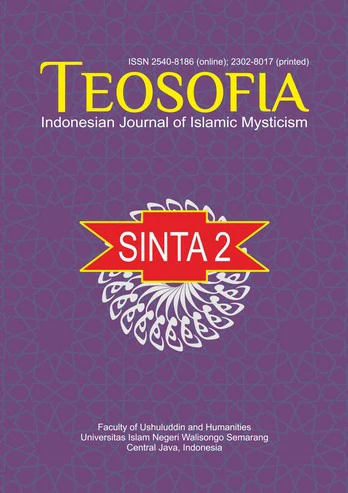 ISSN 2540-8186 (online); 2302-8017 (printed)
TEOSOFIA
Indonesian Journal of Islamic Mysticism
SINTA 2
Faculty of Ushuluddin and Humanities
Universitas Islam Negeri Walisongo Semarang
Central Java, Indonesia